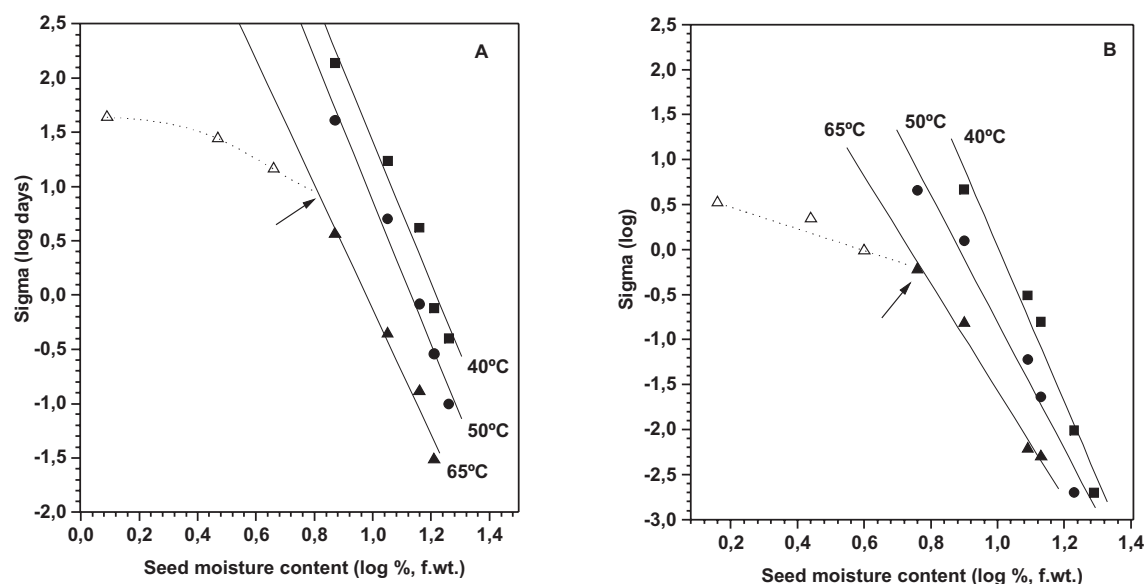 A
2,5
2,0
1,5
1,0
0,5
0,0
-0,5
-1,0
-1,5
-2,0
Sigma (log days)
40ºC
50ºC
65ºC
0,0 0,2 0,4 0,6 0,8 1,0 1,2 1,4
Seed moisture content (log %, f.wt.)
B
2,5
2,0
1,5
1,0
0,5
0,0
-0,5
-1,0
-1,5
-2,0
-2,5
-3,0
Sigma (log)
65ºC
50ºC
40ºC
0,2 0,4 0,6 0,8 1,0 1,2 1,4
Seed moisture content (log %, f.wt.)